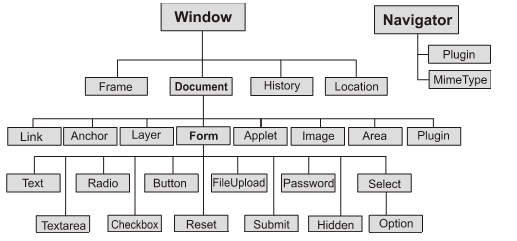 Window
Navigator
Plugin
MimeType
Frame
Document
History
Location
Link
Anchor
Layer
Form
Applet
Image
Area
Plugin
Text
Radio
Button
FileUpload
Password
Select
Textarea
Checkbox
Reset
Submit
Hidden
Option